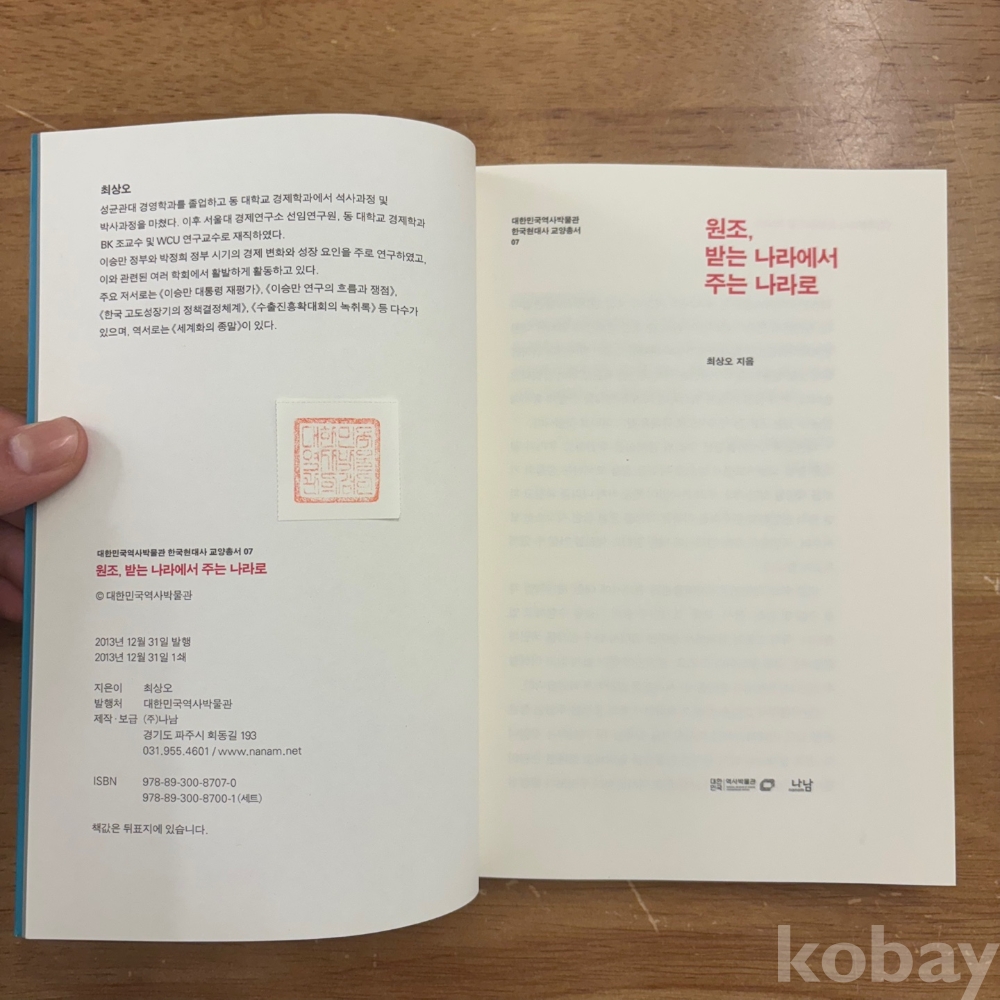 최상오
성균관대 경영학과를 졸업하고 동 대학교 경제학과에서 석사과정 및
박사과정을 마쳤다. 이후 서울대 경제연구소 선임연구원, 동 대학교 경제학과
BK 조교수 및 WCU 연구교수로 재직하였다.
이승만 정부와 박정희 정부 시기의 경제 변화와 성장 요인을 주로 연구하였고,
이와 관련된 여러 학회에서 활발하게 활동하고 있다.
주요 저서로는 《이승만 대통령 재평가》, 《이승만 연구의 흐름과 쟁점》,
《한국 고도성장기의 정책결정체계》, 《수출진흥확대회의 녹취록》 등 다수가
있으며, 역서로는 《세계화의 종말》이 있다.
대한민국역사박물관 한국현대사 교양총서 07
원조, 받는 나라에서 주는 나라로
© 대한민국역사박물관
2013년 12월 31일 발행
2013년 12월 31일 1쇄
지은이 최상오
발행처 대한민국역사박물관
제작·보급 (주)나남
경기도 파주시 회동길 193
031.955.4601 / www.nanam.net
ISBN 978-89-300-8707-0
978-89-300-8700-1 (세트)
책값은 뒤표지에 있습니다.
대한민국역사박물관
한국현대사 교양총서
07
원조,
받는 나라에서
주는 나라로
최상오 지음
대한민국 역사박물관
나남
kobay